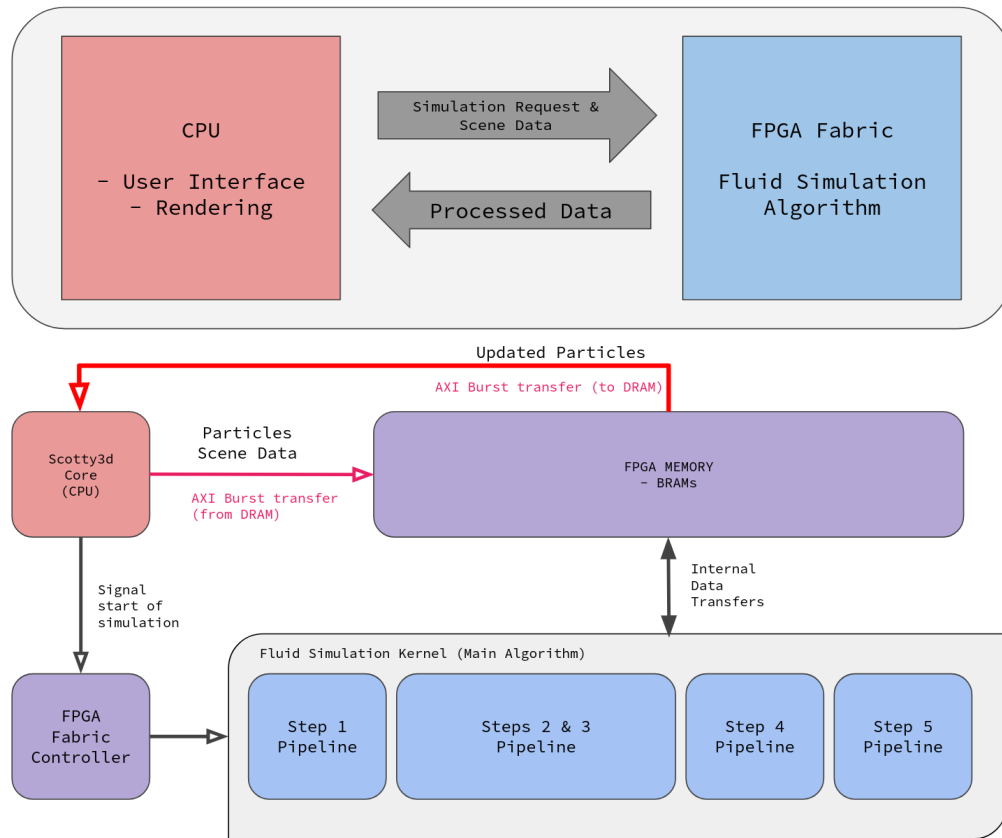 CPU
- User Interface
- Rendering
Simulation Request &
Scene Data
Processed Data
FPGA Fabric
Fluid Simulation
Algorithm
Updated Particles
AXI Burst transfer (to DRAM)
Scotty3d
Core
(CPU)
Particles
Scene Data
AXI Burst transfer
(from DRAM)
FPGA MEMORY
- BRAMs
Signal
start of
simulation
Internal
Data
Transfers
Fluid Simulation Kernel (Main Algorithm)
FPGA
Fabric
Controller
Step 1
Pipeline
Steps 2 & 3
Pipeline
Step 4
Pipeline
Step 5
Pipeline